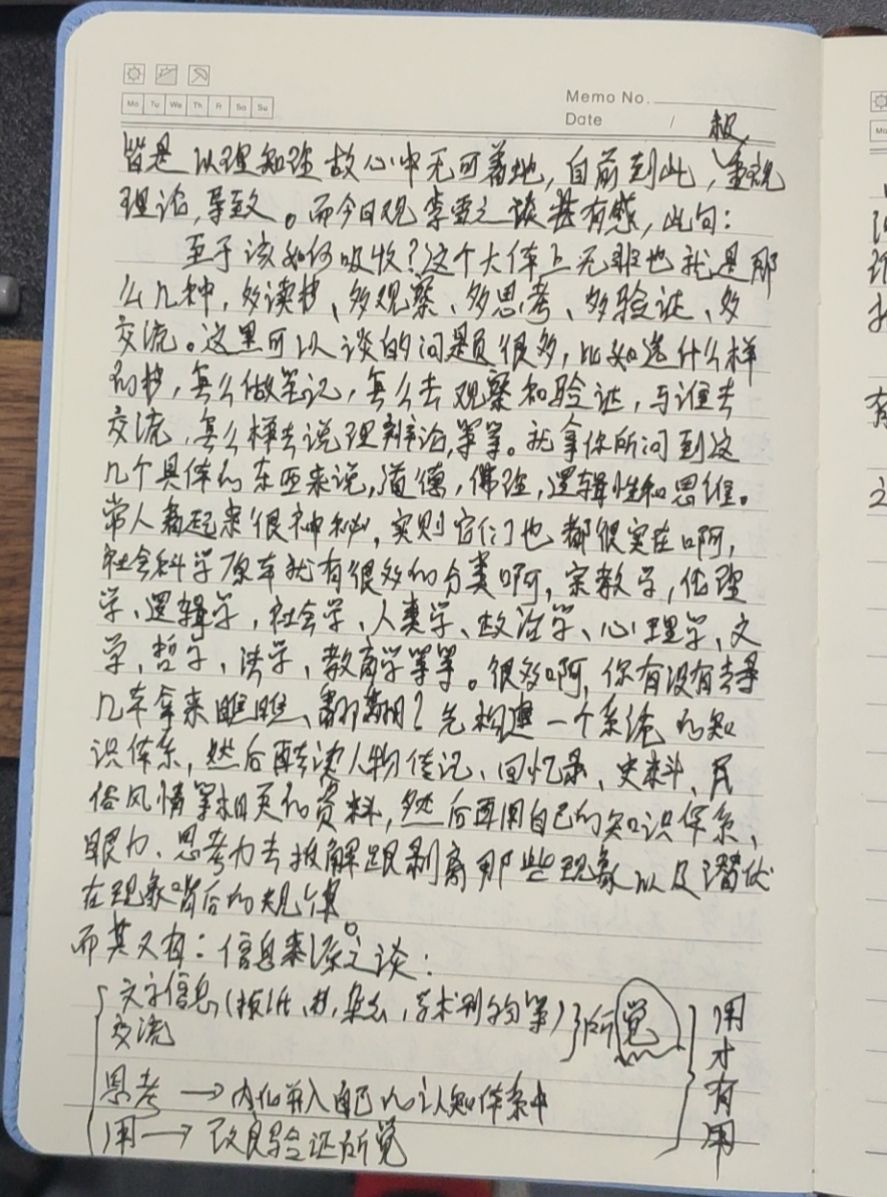 Memo No.
Mo Tu We Th Fr Sa Su
Date /
极
皆是以理知理故心中无可着地,自前到此,重视
理论,导致。而今日观李雪之谈甚有感,此句:
至于该如何吸收?这个大体上无非也就是那
么几种,多读书、多观察、多思考、多验证、多
交流。这里可以谈的问题很多,比如选什么样
的书,怎么做笔记,怎么去观察和验证,与谁去
交流,怎么样去说理辩论,等等。就拿你所问到这
几个具体的东西来说,道德,佛理,逻辑性和思维。
常人看起来很神秘,实则它们也都很实在啊,
社会科学原本就有很多的分类啊,宗教学,伦理
学、逻辑学,社会学、人类学、政治学、心理学、文
学、哲学、法学、教育学等等。很多啊,你有没有去寻
几本拿来瞧瞧、翻翻?先构建一个系统的知
识体系,然后再去读人物传记、回忆录、史料、民
俗风情等相关的资料,然后再用自己的知识体系、
眼力、思考力去拆解跟剥离那些现象以及潜伏
在现象背后的规律。
而其又有:信息来源之谈:
文字信息(报纸,书,杂志,学术刊物等)}所觉
交流
思考 → 内化并入自己的认知体系中
用 → 改良验证所觉
用才有用